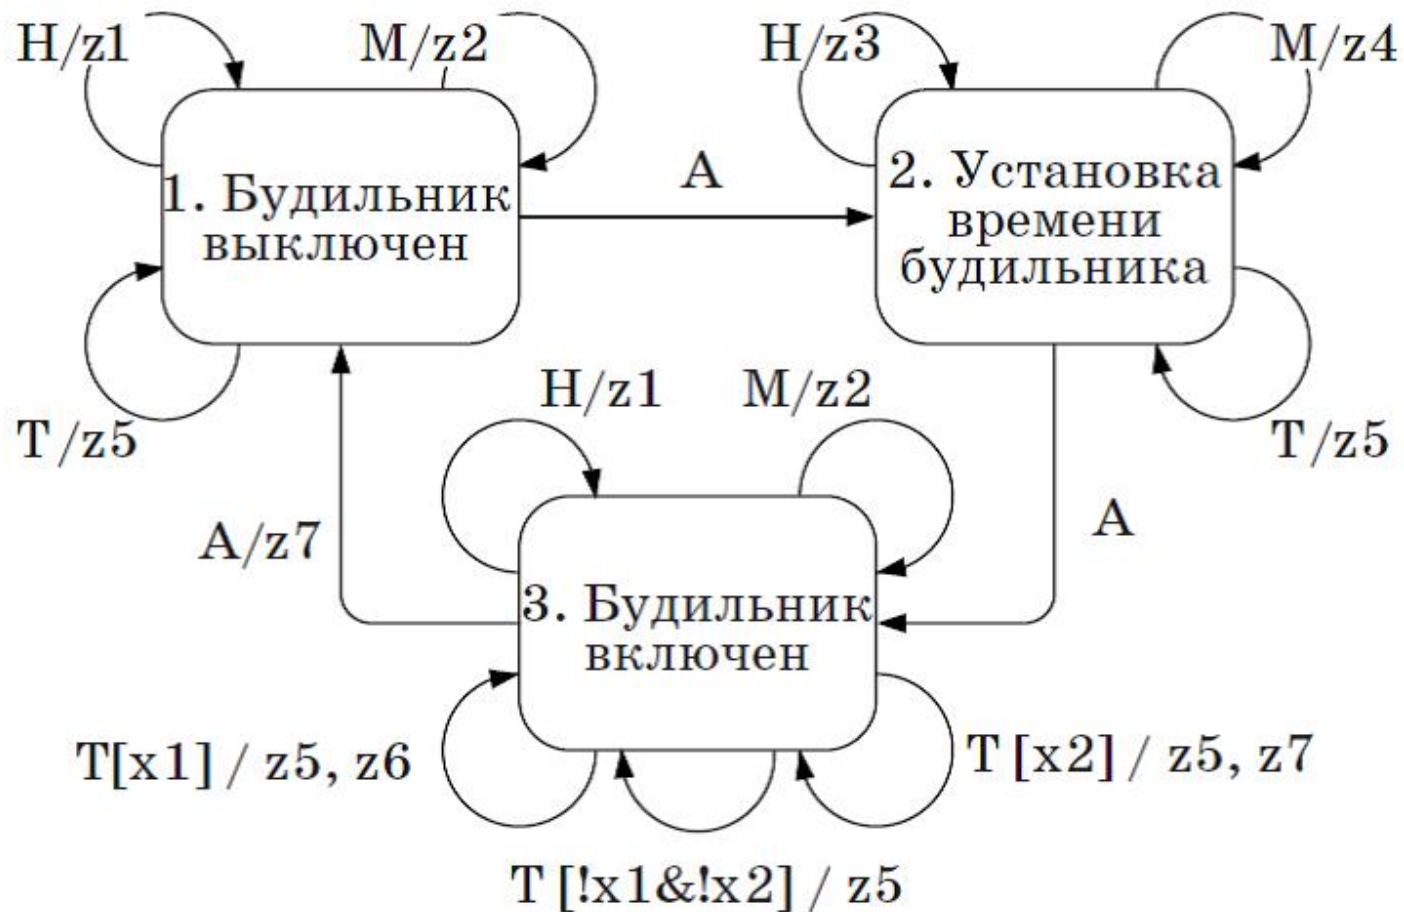 H/z1
M/z2
H/z3
M/z4
A
1. Будильник
выключен
2. Установка
времени
будильника
T/z5
T/z5
H/z1
M/z2
A/z7
A
3. Будильник
включен
T[x1] / z5, z6
T [x2] / z5, z7
T [!x1&!x2] / z5